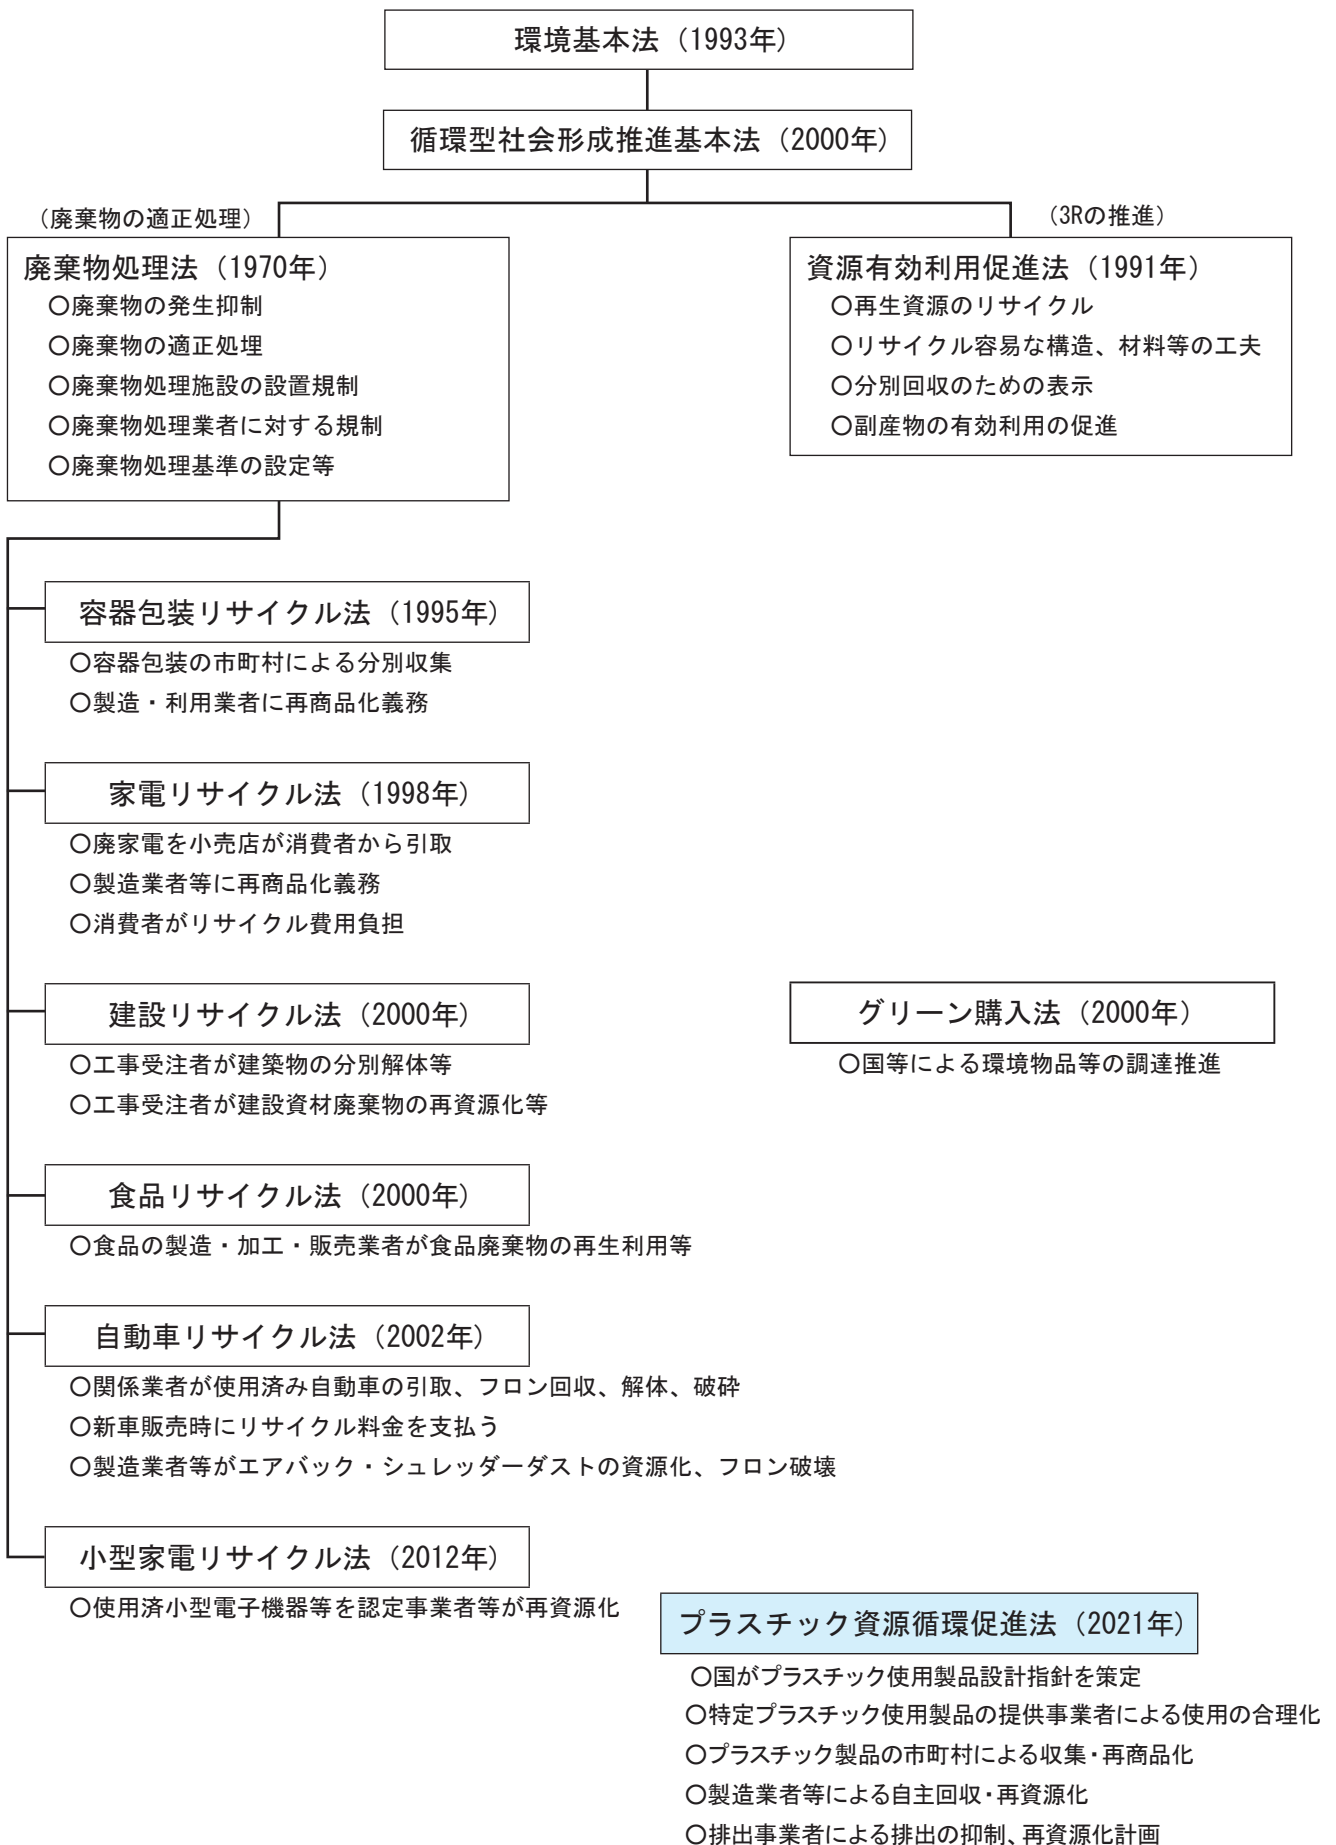 環境基本法（1993年）
循環型社会形成推進基本法（2000年）
（廃棄物の適正処理）
（3Rの推進）
廃棄物処理法（1970年）
〇廃棄物の発生抑制
〇廃棄物の適正処理
〇廃棄物処理施設の設置規制
〇廃棄物処理業者に対する規制
〇廃棄物処理基準の設定等
資源有効利用促進法（1991年）
〇再生資源のリサイクル
〇リサイクル容易な構造、材料等の工夫
〇分別回収のための表示
〇副産物の有効利用の促進
容器包装リサイクル法（1995年）
〇容器包装の市町村による分別収集
〇製造・利用業者に再商品化義務
家電リサイクル法（1998年）
〇廃家電を小売店が消費者から引取
〇製造業者等に再商品化義務
〇消費者がリサイクル費用負担
建設リサイクル法（2000年）
〇工事受注者が建築物の分別解体等
〇工事受注者が建設資材廃棄物の再資源化等
グリーン購入法（2000年）
〇国等による環境物品等の調達推進
食品リサイクル法（2000年）
〇食品の製造・加工・販売業者が食品廃棄物の再生利用等
自動車リサイクル法（2002年）
〇関係業者が使用済み自動車の引取、フロン回収、解体、破砕
〇新車販売時にリサイクル料金を支払う
〇製造業者等がエアバック・シュレッダーダストの資源化、フロン破壊
小型家電リサイクル法（2012年）
〇使用済小型電子機器等を認定事業者等が再資源化
プラスチック資源循環促進法（2021年）
〇国がプラスチック使用製品設計指針を策定
〇特定プラスチック使用製品の提供事業者による使用の合理化
〇プラスチック製品の市町村による収集・再商品化
〇製造業者等による自主回収・再資源化
〇排出事業者による排出の抑制、再資源化計画